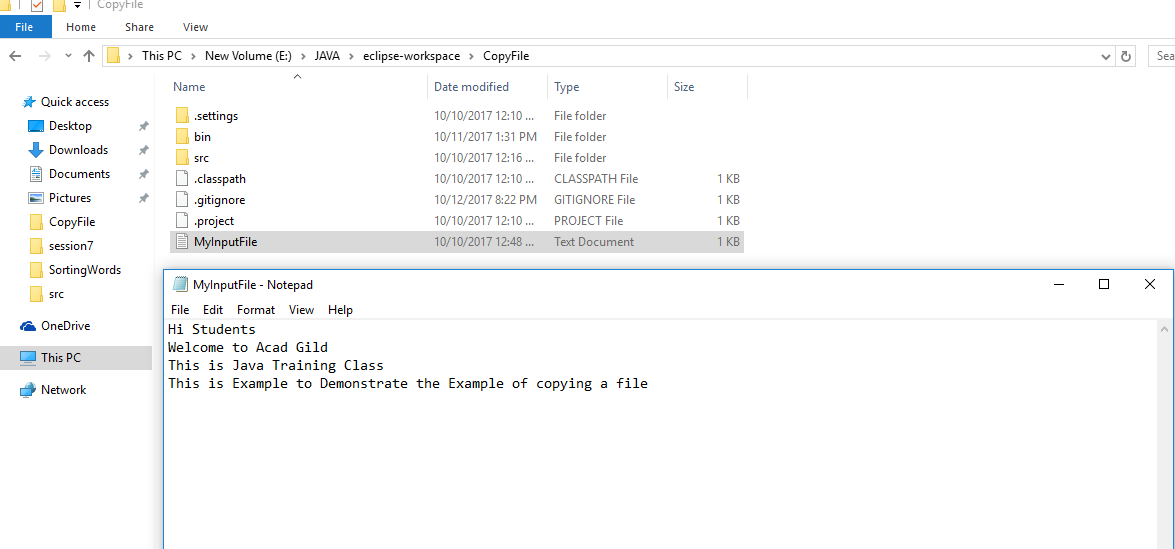 CopyFile
File Home Share View
This PC > New Volume (E:) > JAVA > eclipse-workspace > CopyFile
Name Date modified Type Size
Quick access
Desktop
Downloads
Documents
Pictures
CopyFile
session7
SortingWords
src
OneDrive
This PC
Network
.settings 10/10/2017 12:10 ... File folder
bin 10/11/2017 1:31 PM File folder
src 10/10/2017 12:16 ... File folder
.classpath 10/10/2017 12:10 ... CLASSPATH File 1 KB
.gitignore 10/12/2017 8:22 PM GITIGNORE File 1 KB
.project 10/10/2017 12:10 ... PROJECT File 1 KB
MyInputFile 10/10/2017 12:48 ... Text Document 1 KB
MyInputFile - Notepad
File Edit Format View Help
Hi Students
Welcome to Acad Gild
This is Java Training Class
This is Example to Demonstrate the Example of copying a file